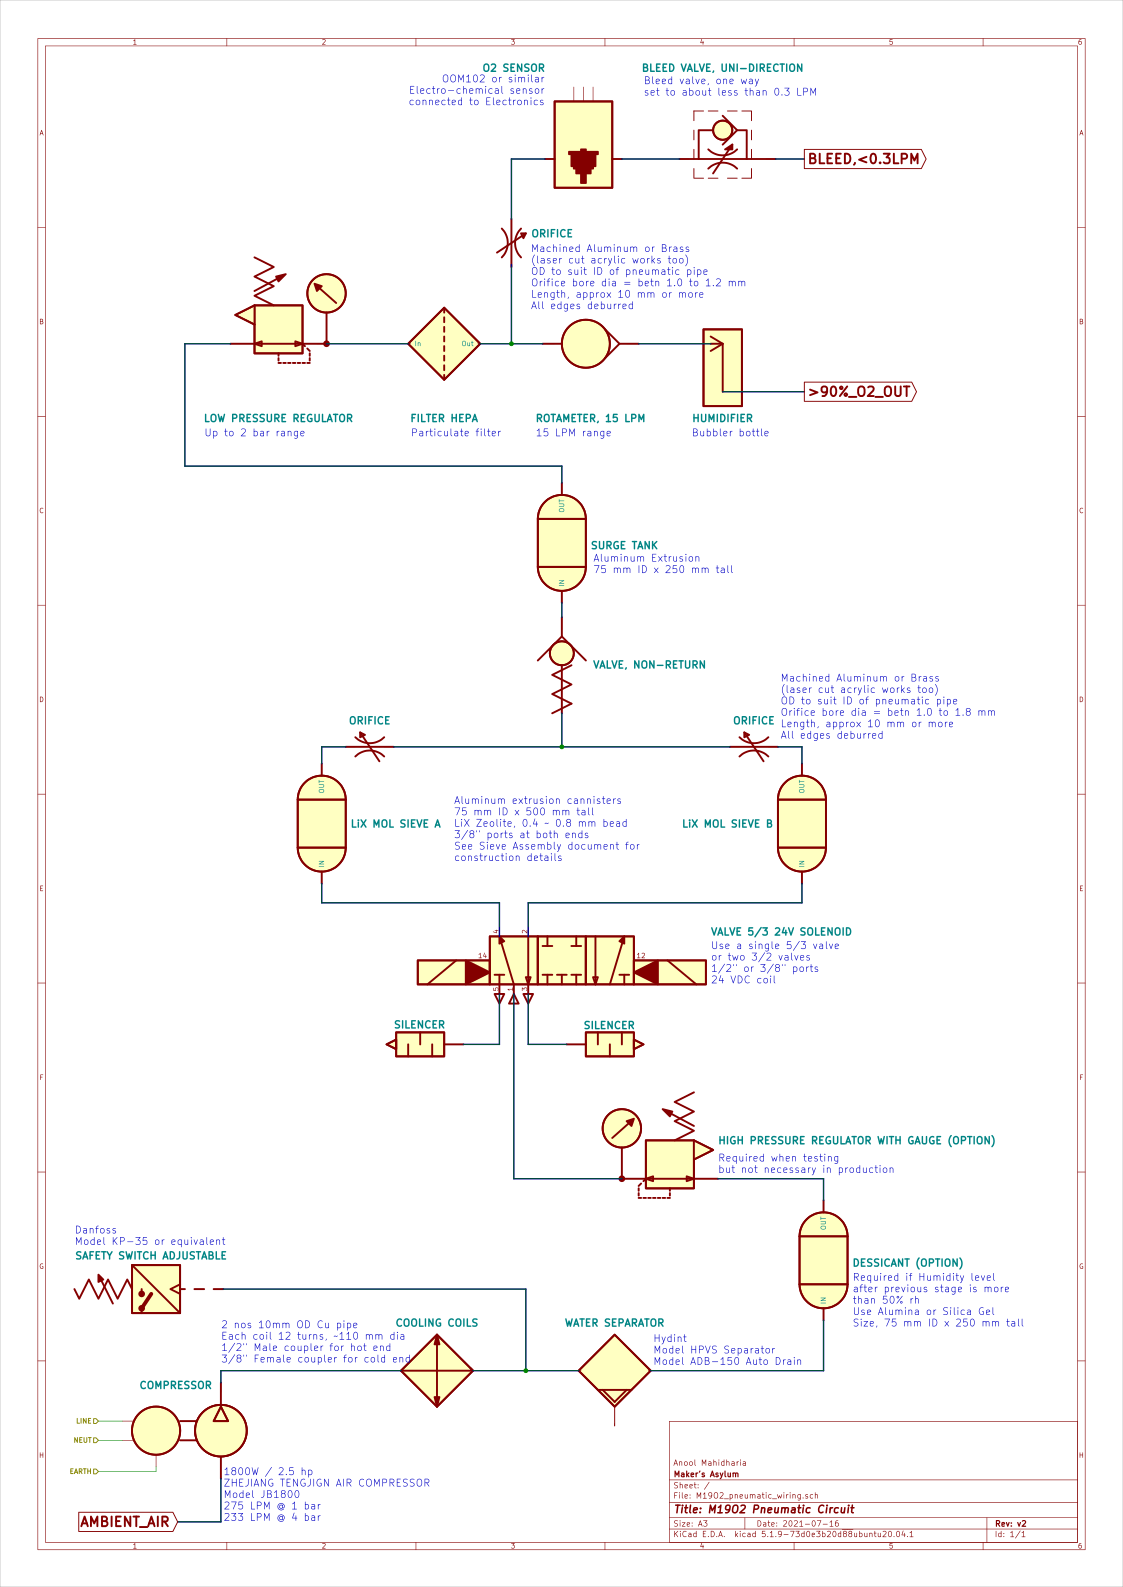 1 2 3 4 5 6
O2 SENSOR
OOM102 or similar
Electro-chemical sensor
connected to Electronics
BLEED VALVE, UNI-DIRECTION
Bleed valve, one way
set to about less than 0.3 LPM
A A
BLEED,<0.3LPM
ORIFICE
Machined Aluminum or Brass
(laser cut acrylic works too)
OD to suit ID of pneumatic pipe
Orifice bore dia = betn 1.0 to 1.2 mm
Length, approx 10 mm or more
All edges deburred
B B
In
Out
>90%_O2_OUT
LOW PRESSURE REGULATOR
Up to 2 bar range
FILTER HEPA
Particulate filter
ROTAMETER, 15 LPM
15 LPM range
HUMIDIFIER
Bubbler bottle
C C
OUT
SURGE TANK
Aluminum Extrusion
75 mm ID x 250 mm tall
IN
VALVE, NON-RETURN
D D
Machined Aluminum or Brass
(laser cut acrylic works too)
OD to suit ID of pneumatic pipe
Orifice bore dia = betn 1.0 to 1.8 mm
Length, approx 10 mm or more
All edges deburred
ORIFICE
ORIFICE
OUT
OUT
Aluminum extrusion cannisters
75 mm ID x 500 mm tall
LiX Zeolite, 0.4 - 0.8 mm bead
3/8" ports at both ends
See Sieve Assembly document for
construction details
LiX MOL SIEVE A
LiX MOL SIEVE B
IN
IN
E E
4
2
VALVE 5/3 24V SOLENOID
Use a single 5/3 valve
or two 3/2 valves
1/2" or 3/8" ports
24 VDC coil
14
12
5
1
3
SILENCER
SILENCER
F F
HIGH PRESSURE REGULATOR WITH GAUGE (OPTION)
Required when testing
but not necessary in production
OUT
DESSICANT (OPTION)
Required if Humidity level
after previous stage is more
than 50% rh
Use Alumina or Silica Gel
Size, 75 mm ID x 250 mm tall
IN
G G
Danfoss
Model KP-35 or equivalent
SAFETY SWITCH ADJUSTABLE
2 nos 10mm OD Cu pipe
Each coil 12 turns, ~110 mm dia
1/2" Male coupler for hot end
3/8" Female coupler for cold end
COOLING COILS
WATER SEPARATOR
Hydint
Model HPVS Separator
Model ADB-150 Auto Drain
COMPRESSOR
LINE
NEUT
EARTH
H H
1800W / 2.5 hp
ZHEJIANG TENGJIGN AIR COMPRESSOR
Model JB1800
275 LPM @ 1 bar
233 LPM @ 4 bar
AMBIENT_AIR
Anool Mahidharia
Maker's Asylum
Sheet: /
File: M1902_pneumatic_wiring.sch
Title: M1902 Pneumatic Circuit
Size: A3
Date: 2021-07-16
Rev: v2
KiCad E.D.A. kicad 5.1.9-73d0e3b20d88ubuntu20.04.1
Id: 1/1
1 2 3 4 5 6